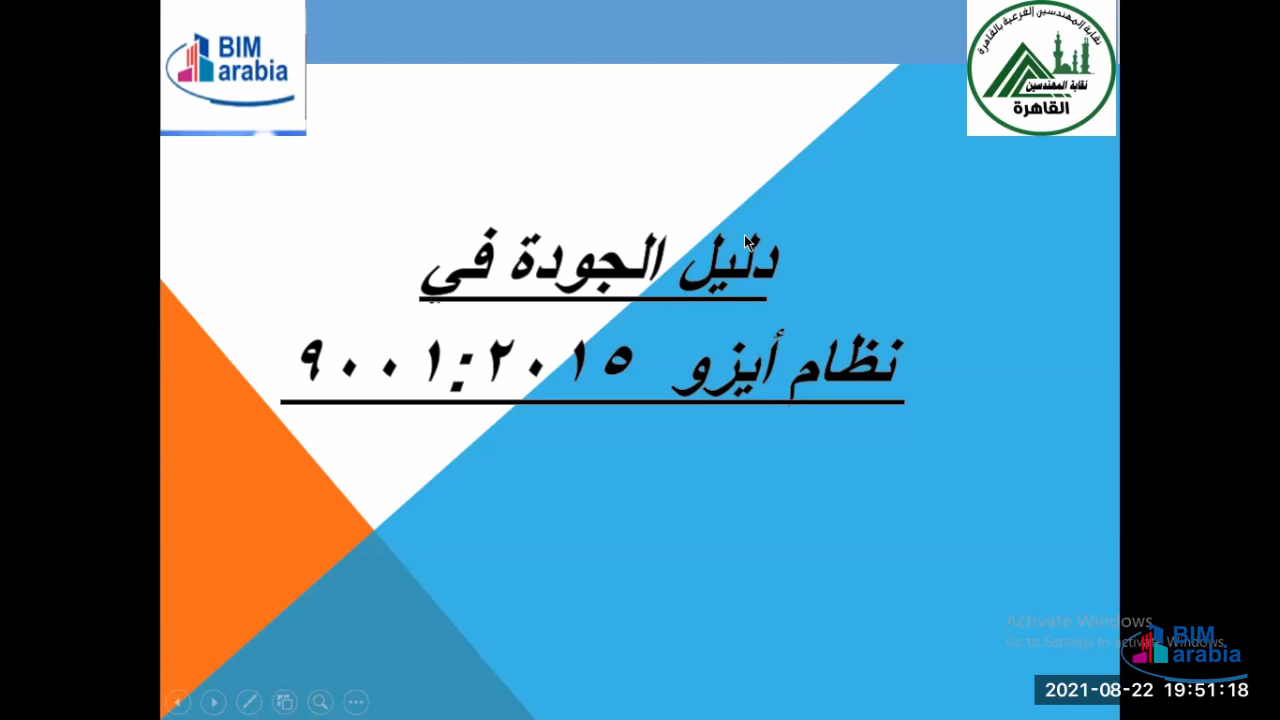 BIM
arabia
نقابة المهندسين الفرعية بالقاهرة
نقابة المهندسين
القاهرة
دليل الجودة في
نظام أيزو ٩٠٠١:٢٠١٥
Activate Windows
Go to Settings to activate Windows.
BIM
arabia
2021-08-22 19:51:18